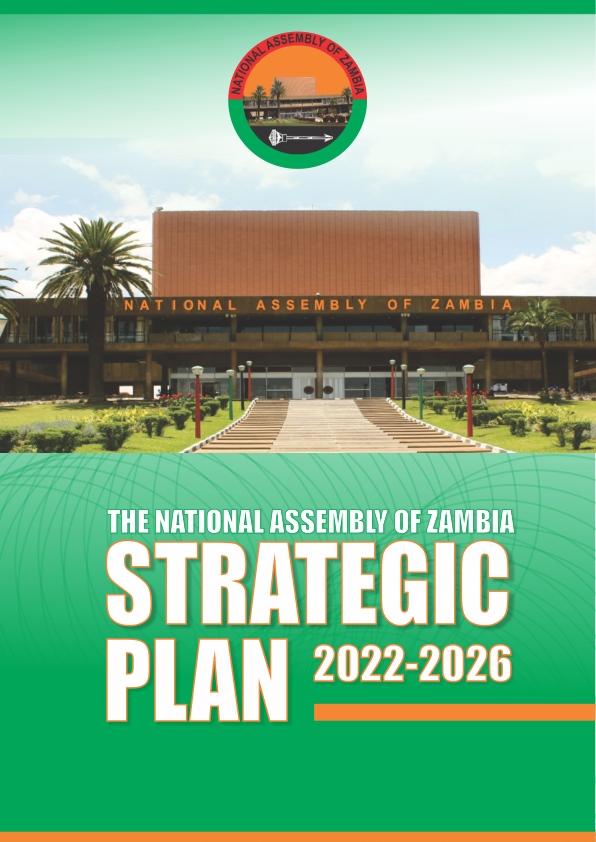 NATIONAL ASSEMBLY OF ZAMBIA
NATIONAL ASSEMBLY OF ZAMBIA
THE NATIONAL ASSEMBLY OF ZAMBIA
STRATEGIC
PLAN 2022-2026